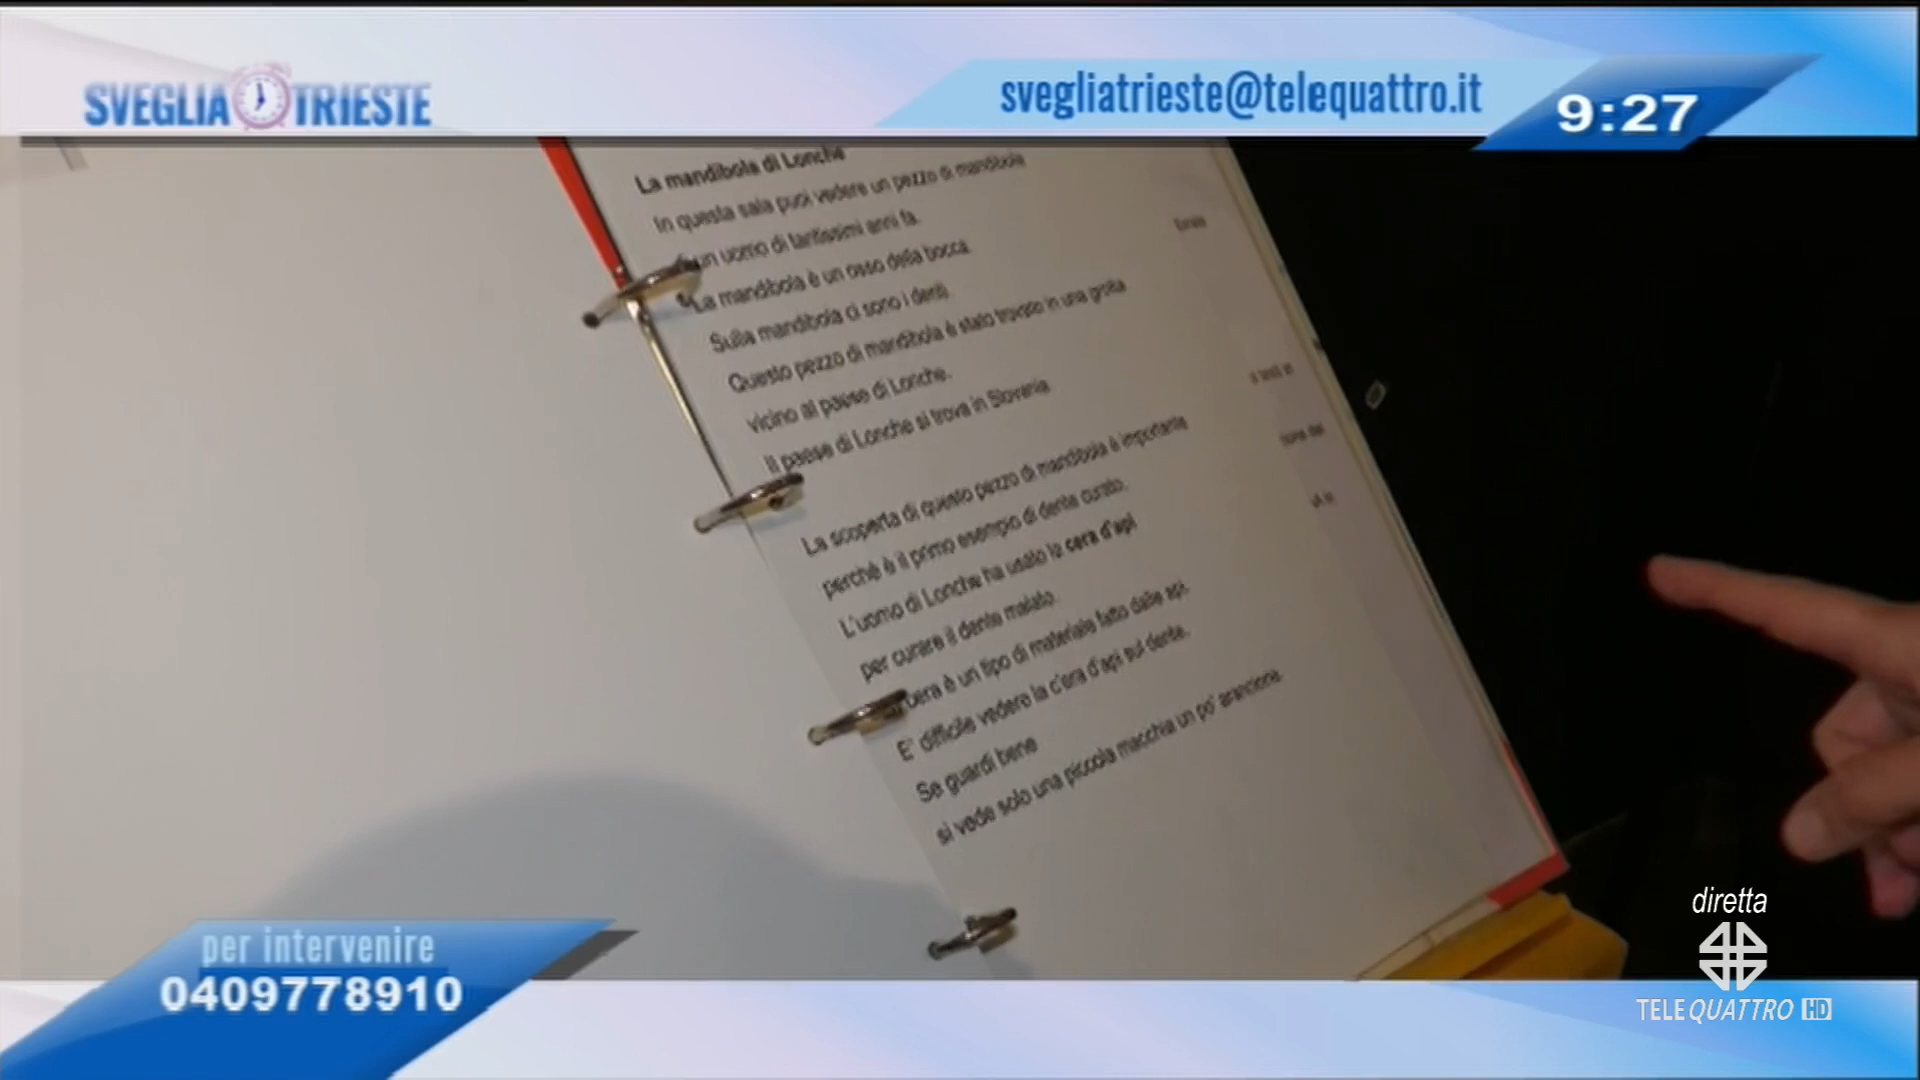 SVEGLIA TRIESTE
svegliatrieste@telequattro.it
9:27
La mandibola di Lonche
In questa sala puoi vedere un pezzo di mandibola
di un uomo di tantissimi anni fa.
La mandibola è un osso della bocca.
Sulla mandibola ci sono i denti.
Questo pezzo di mandibola è stato trovato in una grotta
vicino al paese di Lonche.
Il paese di Lonche si trova in Slovenia.
La scoperta di questo pezzo di mandibola è importante
perchè è il primo esempio di dente curato.
L'uomo di Lonche ha usato la cera d'api
per curare il dente malato.
cera è un tipo di materiale fatto dalle api.
E' difficile vedere la c'era d'api sul dente.
Se guardi bene
si vede solo una piccola macchia un po' arancione.
per intervenire
0409778910
diretta
TELEQUATTRO HD